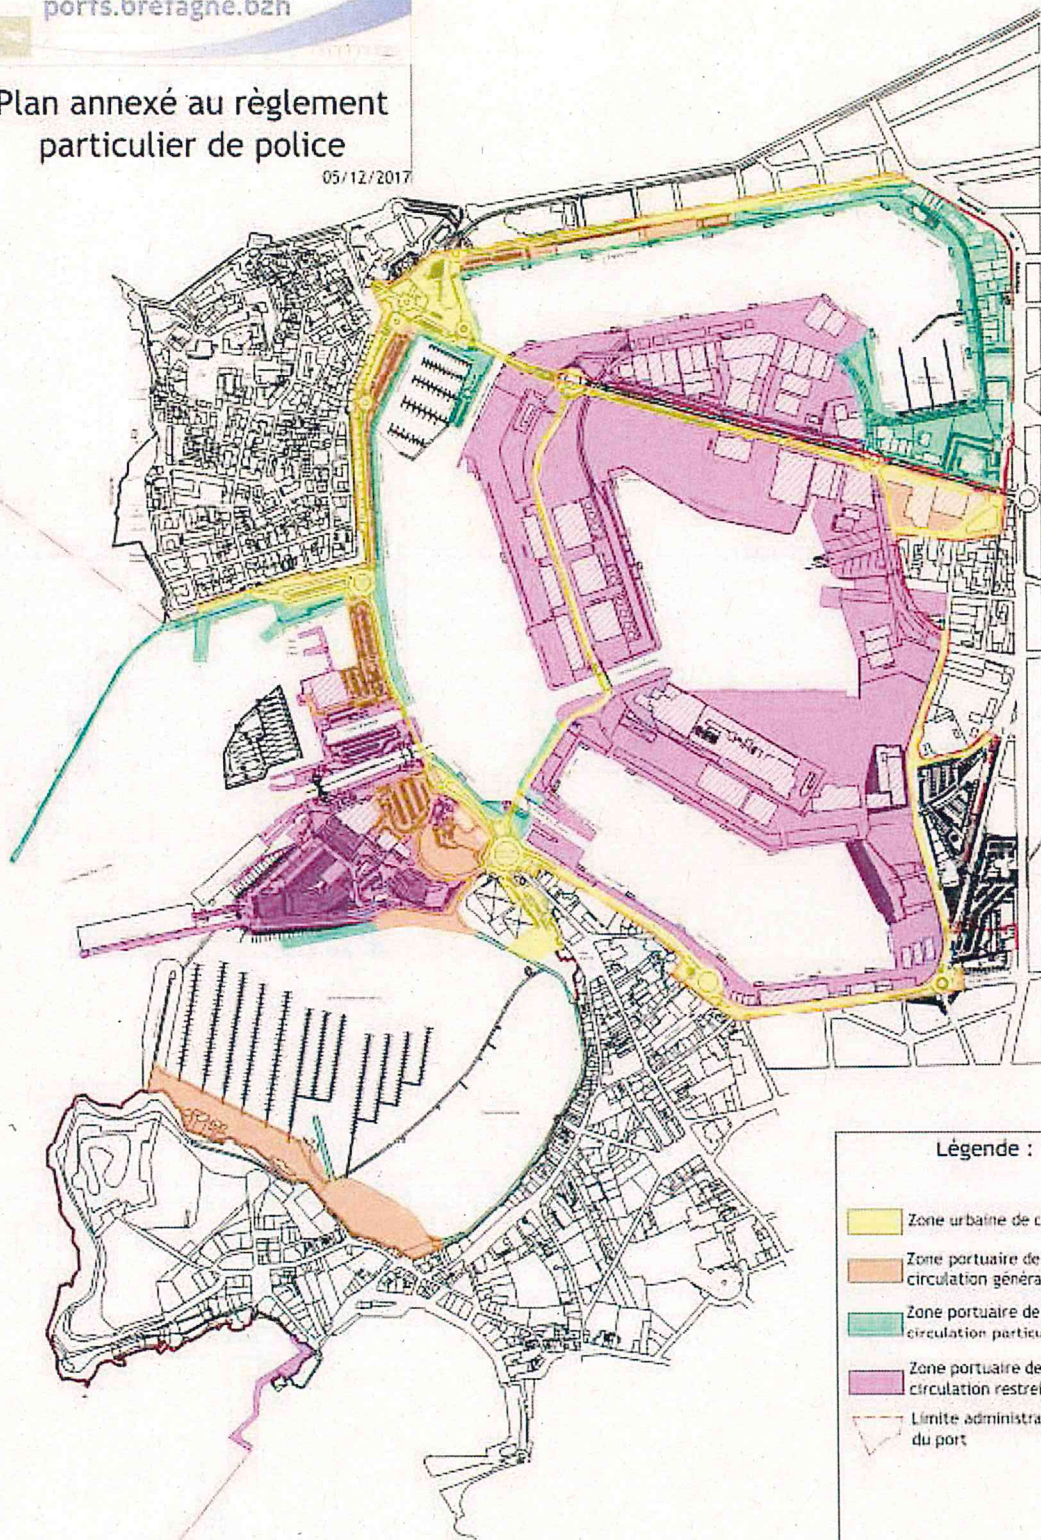 ports.bretagne.bzh
Plan annexé au règlement
particulier de police
05/12/2017
Légende :
Zone urbaine de c
Zone portuaire de
circulation généra
Zone portuaire de
circulation particu
Zone portuaire de
circulation restrei
Limite administra
du port